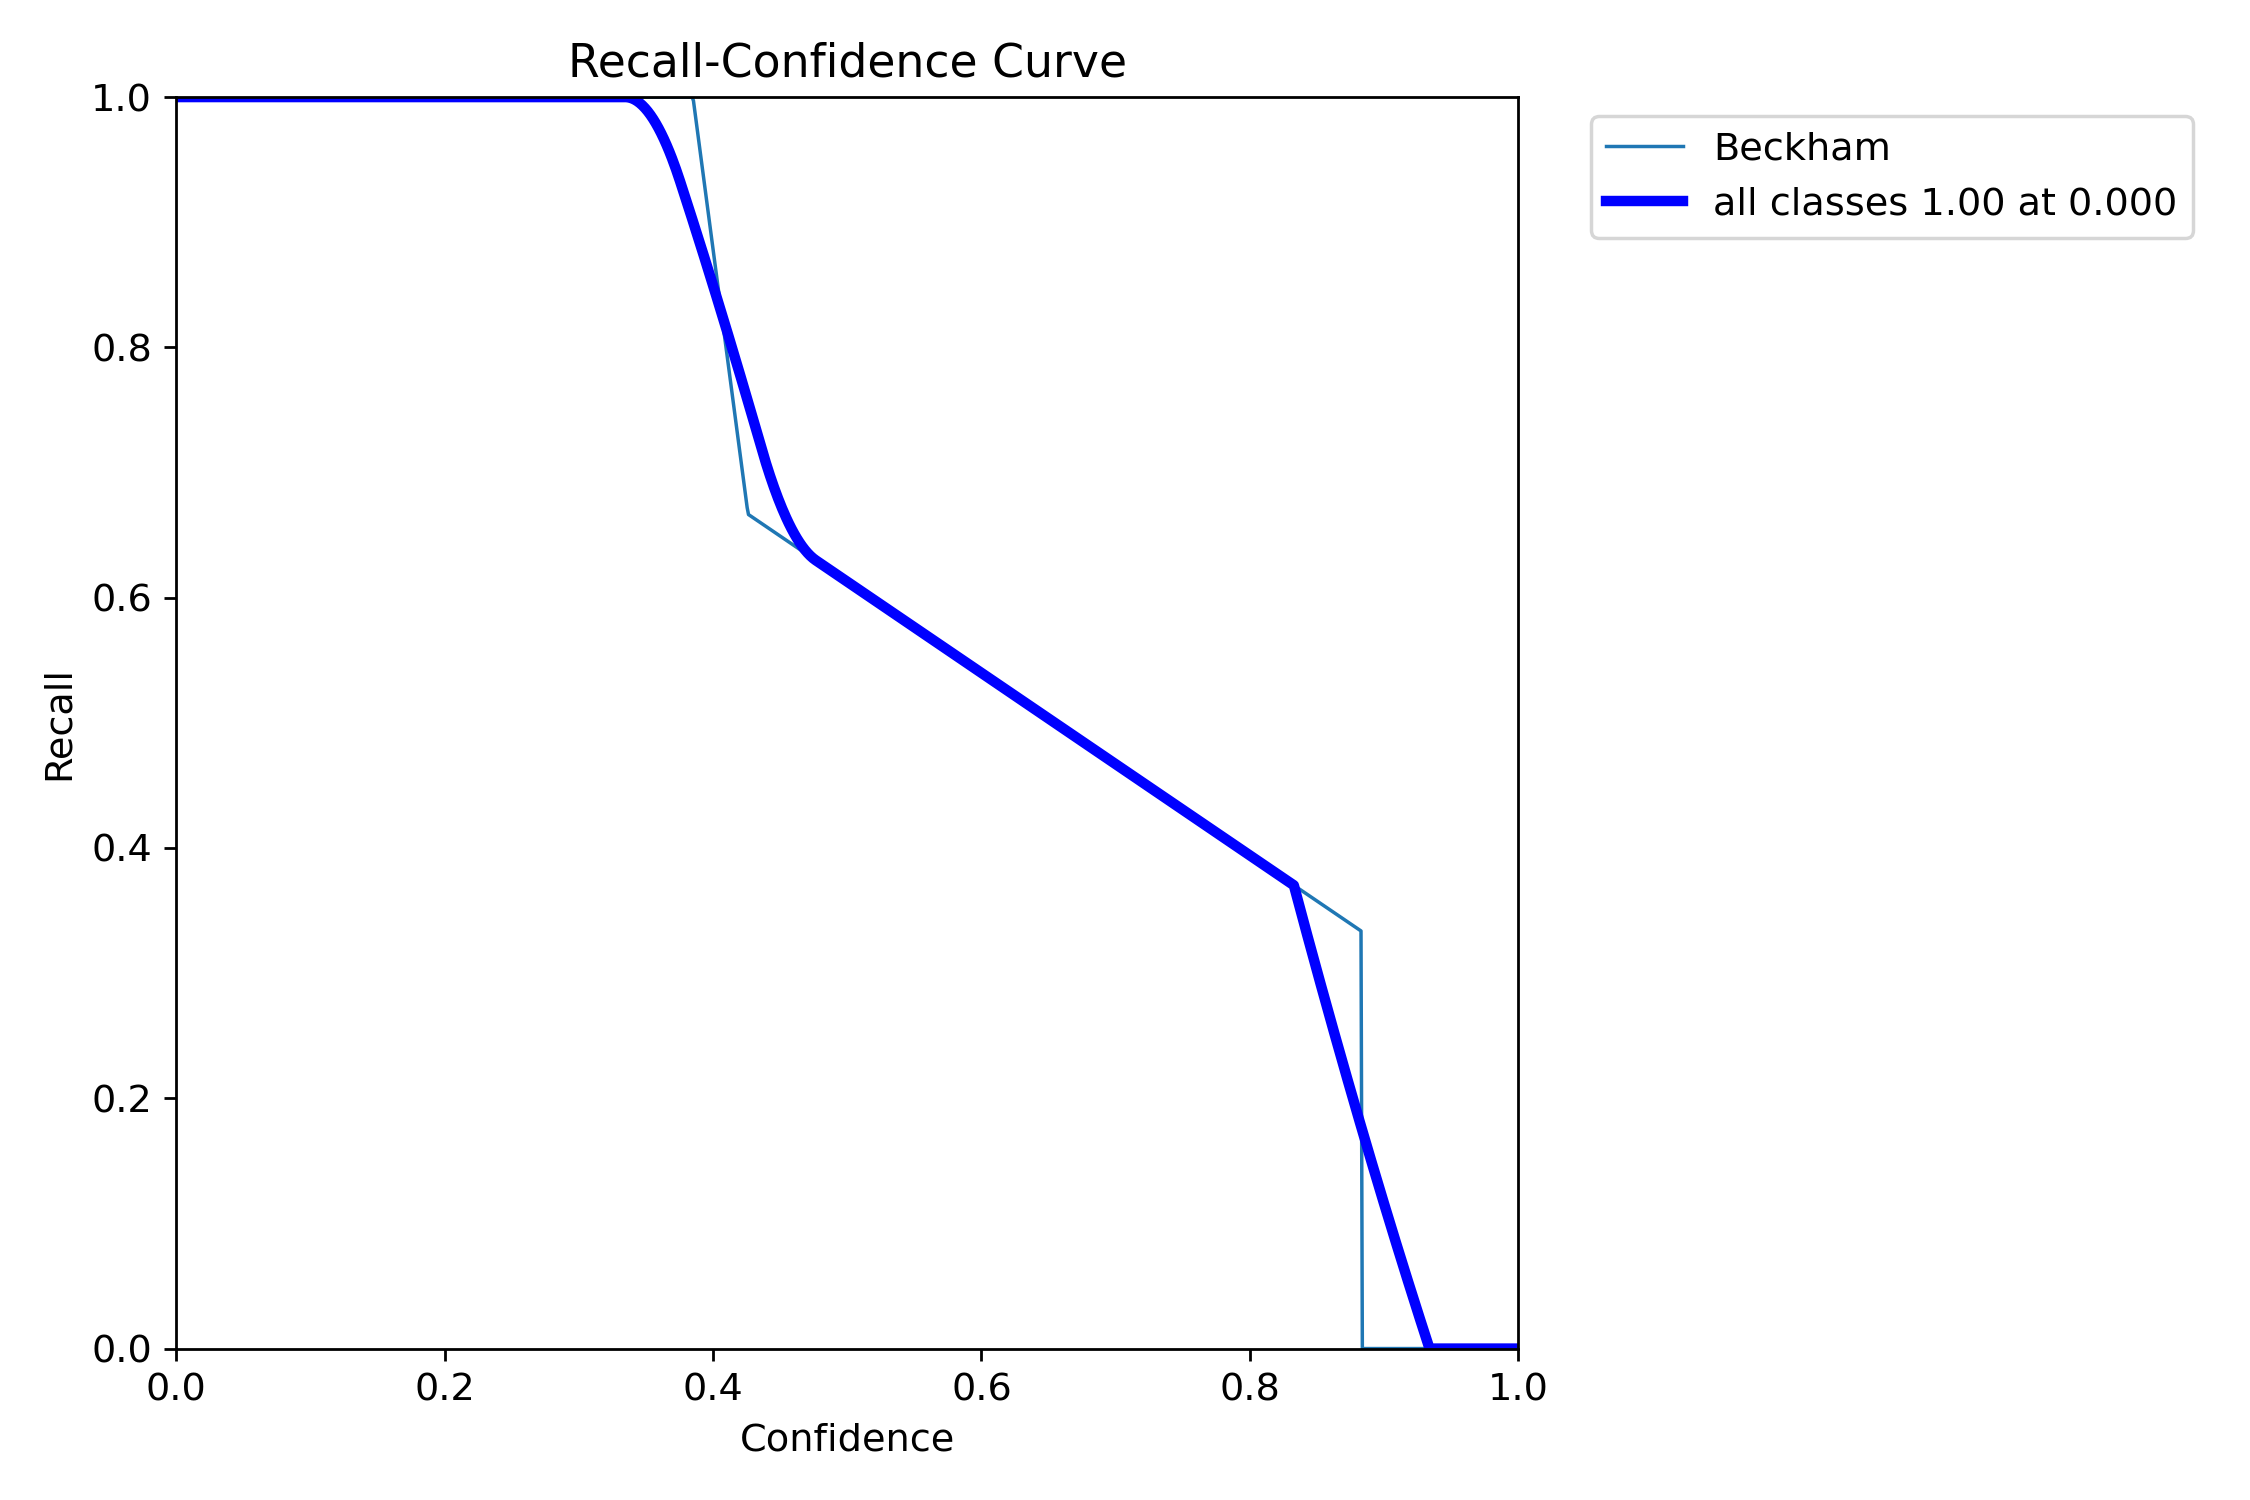 Recall-Confidence Curve
Beckham
all classes 1.00 at 0.000
Recall
1.0
0.8
0.6
0.4
0.2
0.0
0.0 0.2 0.4 0.6 0.8 1.0
Confidence